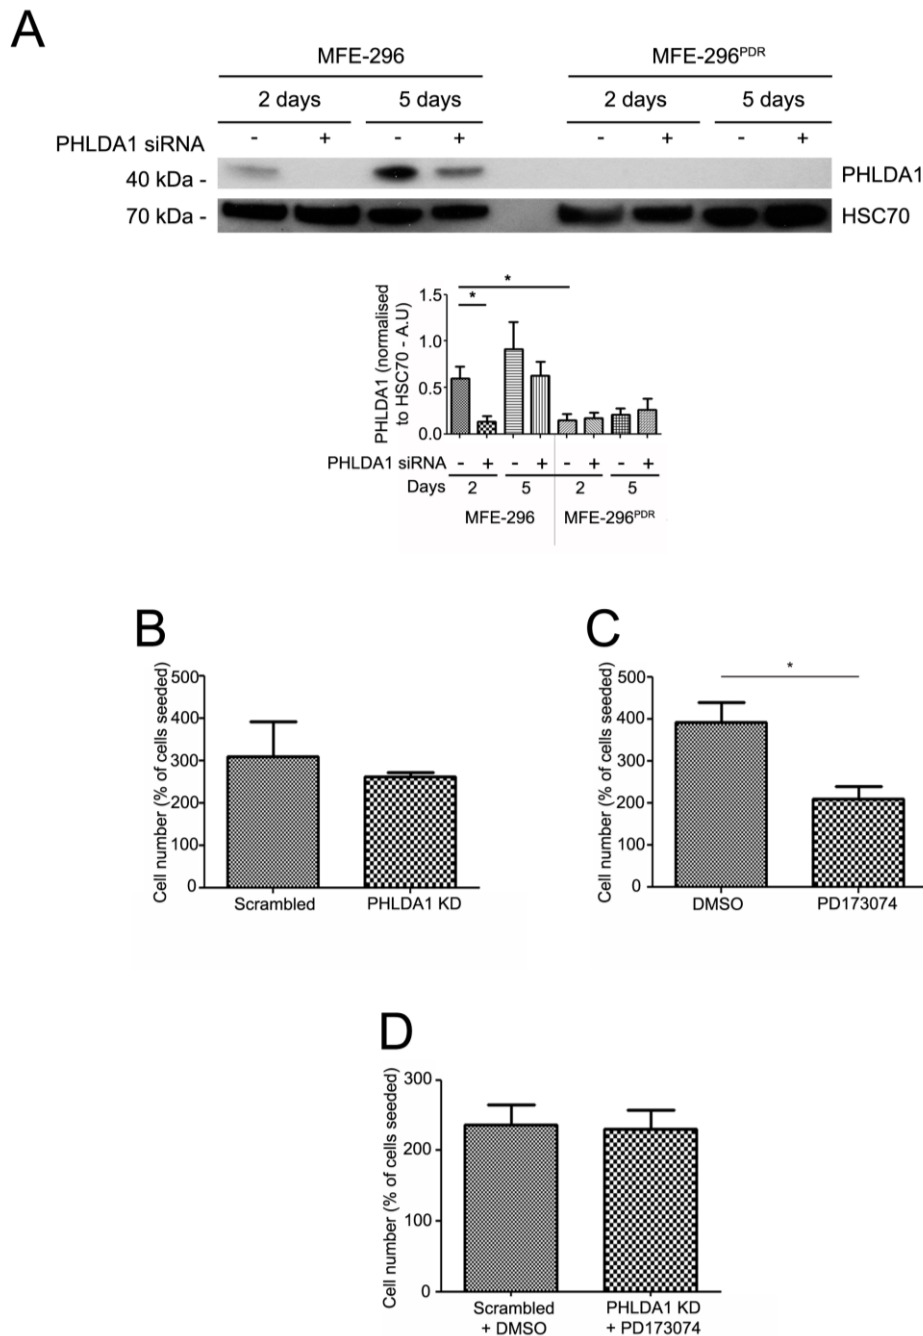 A
MFE-296 MFE-296PDR
2 days 5 days 2 days 5 days
PHLDA1 siRNA - + - + - + - +
40 kDa - PHLDA1
70 kDa - HSC70
PHLDA1 (normalised
to HSC70 - A.U)
* *
1.5
1.0
0.5
0.0
PHLDA1 siRNA - + - + - + - +
Days 2 5 2 5
MFE-296 MFE-296PDR
B
Cell number (% of cells seeded)
500
400
300
200
100
0
Scrambled PHLDA1 KD
C
Cell number (% of cells seeded)
*
500
400
300
200
100
0
DMSO PD173074
D
Cell number (% of cells seeded)
300
200
100
0
Scrambled PHLDA1 KD
+ DMSO + PD173074